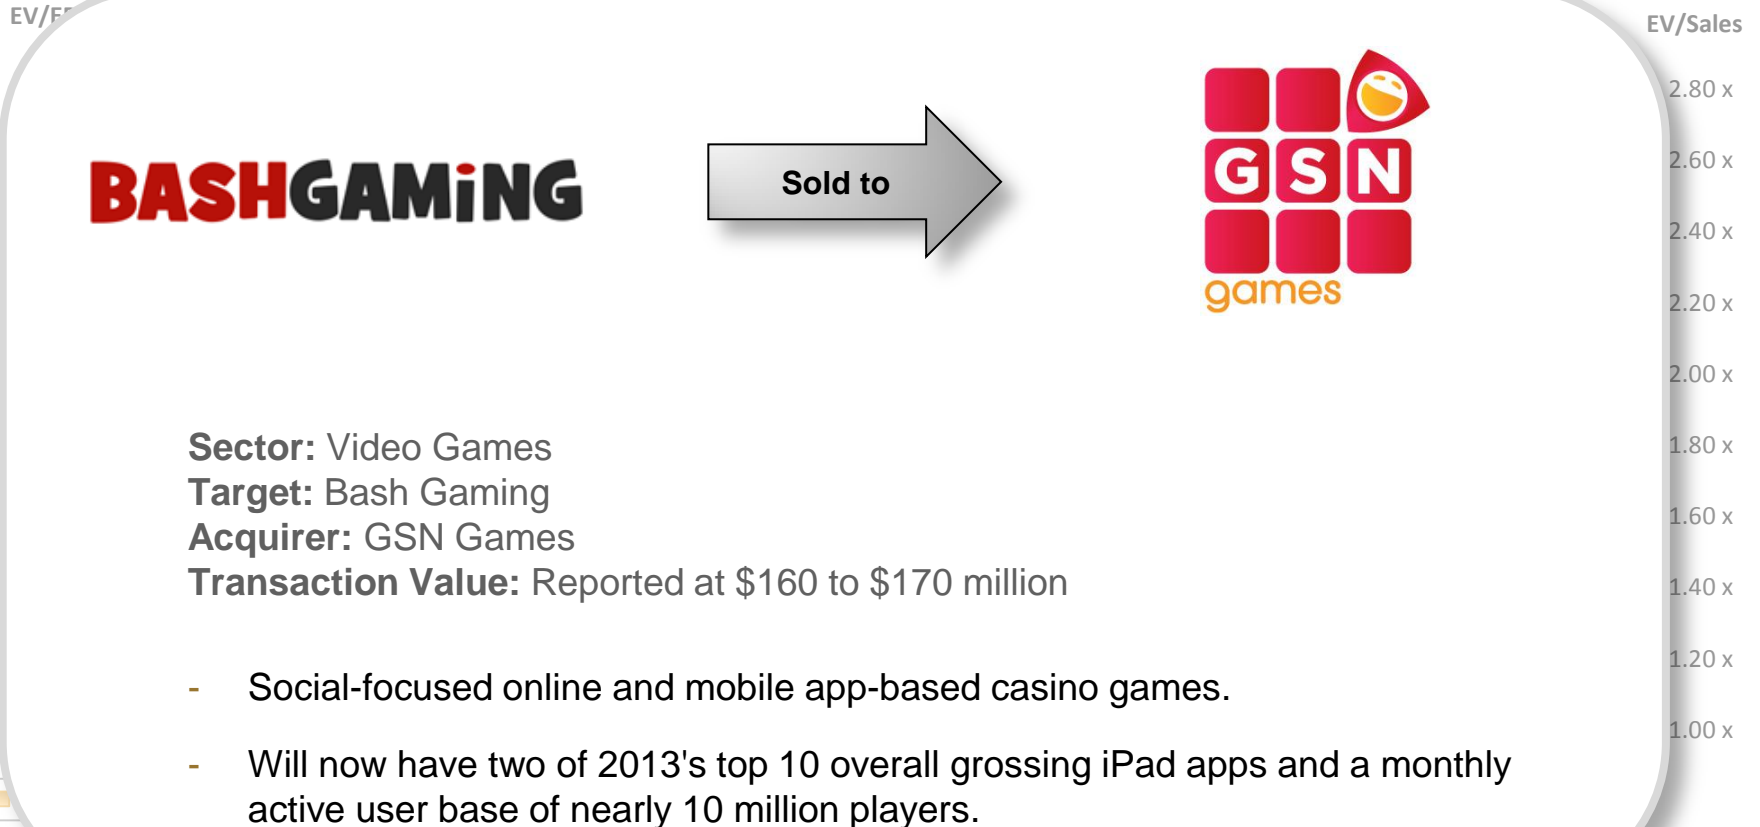 EV/Sales
BASHGAMiNG
Sold to
GSN
games
2.80 x
2.60 x
2.40 x
2.20 x
2.00 x
1.80 x
1.60 x
1.40 x
1.20 x
1.00 x
Sector: Video Games
Target: Bash Gaming
Acquirer: GSN Games
Transaction Value: Reported at $160 to $170 million
- Social-focused online and mobile app-based casino games.
- Will now have two of 2013's top 10 overall grossing iPad apps and a monthly
active user base of nearly 10 million players.